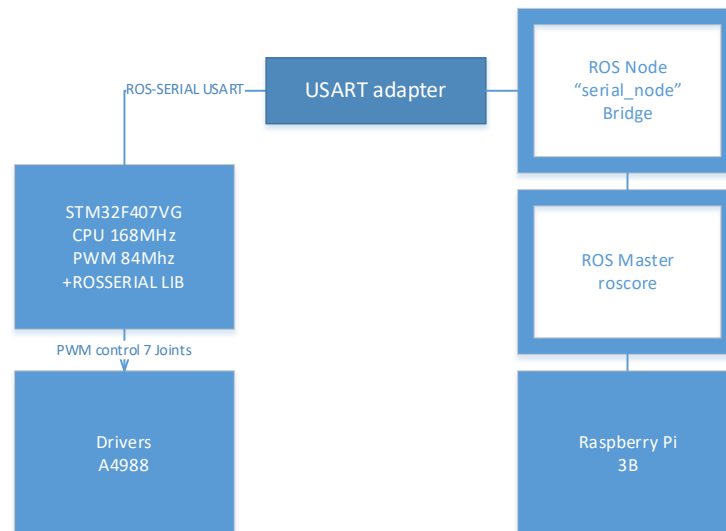 ROS-SERIAL USART
USART adapter
ROS Node
“serial_node”
Bridge
STM32F407VG
CPU 168MHz
PWM 84Mhz
+ROSSERIAL LIB
ROS Master
roscore
PWM control 7 Joints
Drivers
A4988
Raspberry Pi
3B